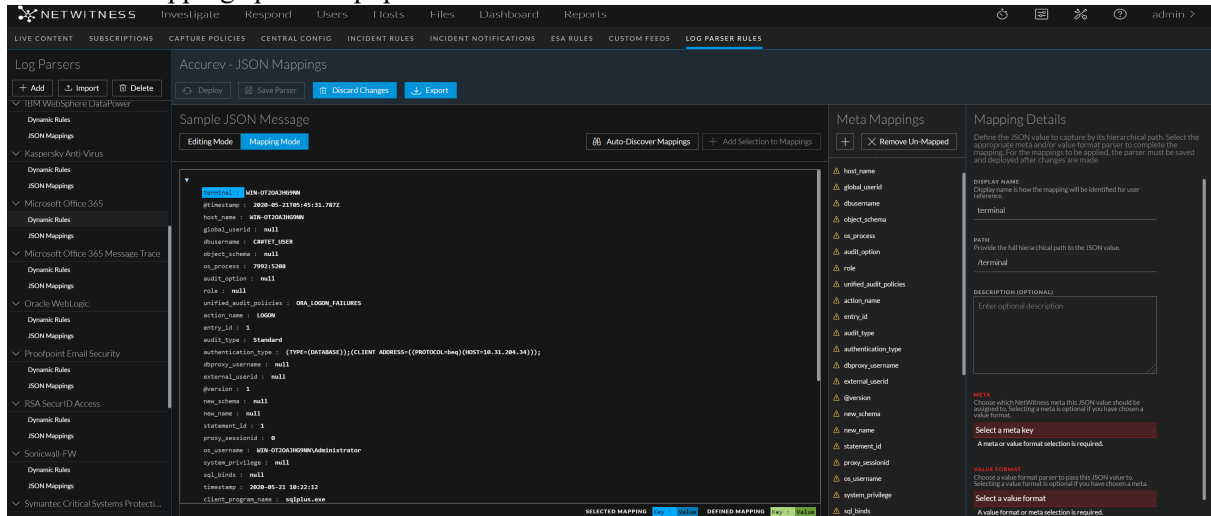 NETWITNESS Investigate Respond Users Hosts Files Dashboard Reports admin >
LIVE CONTENT SUBSCRIPTIONS CAPTURE POLICIES CENTRAL CONFIG INCIDENT RULES INCIDENT NOTIFICATIONS ESA RULES CUSTOM FEEDS LOG PARSER RULES
Log Parsers
+ Add Import Delete
IBM WebSphere DataPower
Dynamic Rules
JSON Mappings
Kaspersky Anti-Virus
Dynamic Rules
JSON Mappings
Microsoft Office 365
Dynamic Rules
JSON Mappings
Microsoft Office 365 Message Trace
Dynamic Rules
JSON Mappings
Oracle WebLogic
Dynamic Rules
JSON Mappings
Proofpoint Email Security
Dynamic Rules
JSON Mappings
RSA SecurID Access
Dynamic Rules
JSON Mappings
Sonicwall-FW
Dynamic Rules
JSON Mappings
Symantec Critical Systems Protecti...
Accurev - JSON Mappings
Deploy Save Parser Discard Changes Export
Sample JSON Message
Editing Mode Mapping Mode Auto-Discover Mappings + Add Selection to Mappings
terminal : WIN-OT2OAJHG9NN
@timestamp : 2020-05-21T05:45:31.787Z
host_name : WIN-OT2OAJHG9NN
global_userid : null
dbusername : C##TET_USER
object_schema : null
os_process : 7992:5208
audit_option : null
role : null
unified_audit_policies : ORA_LOGON_FAILURES
action_name : LOGON
entry_id : 1
audit_type : Standard
authentication_type : (TYPE=(DATABASE));(CLIENT ADDRESS=((PROTOCOL=beq)(HOST=10.31.204.34)));
dbproxy_username : null
external_userid : null
@version : 1
new_schema : null
new_name : null
statement_id : 1
proxy_sessionid : 0
os_username : WIN-OT2OAJHG9NN\Administrator
system_privilege : null
sql_binds : null
timestamp : 2020-05-21 10:22:12
client_program_name : sqlplus.exe
SELECTED MAPPING Key : Value DEFINED MAPPING Key : Value
Meta Mappings
+ Remove Un-Mapped
host_name
global_userid
dbusername
object_schema
os_process
audit_option
role
unified_audit_policies
action_name
entry_id
audit_type
authentication_type
dbproxy_username
external_userid
@version
new_schema
new_name
statement_id
proxy_sessionid
os_username
system_privilege
sql_binds
Mapping Details
Define the JSON value to capture by its hierarchical path. Select the
appropriate meta and/or value format parser to complete the
mapping. For the mappings to be applied, the parser must be saved
and deployed after changes are made.
DISPLAY NAME
Display name is how the mapping will be identified for user
reference.
terminal
PATH
Provide the full hierarchical path to the JSON value.
/terminal
DESCRIPTION (OPTIONAL)
Enter optional description
META
Choose which NetWitness meta this JSON value should be
assigned to. Selecting a meta is optional if you have chosen a
value format.
Select a meta key
A meta or value format selection is required.
VALUE FORMAT
Choose a value format parser to pass this JSON value to.
Selecting a value format is optional if you have chosen a meta.
Select a value format
A value format or meta selection is required.